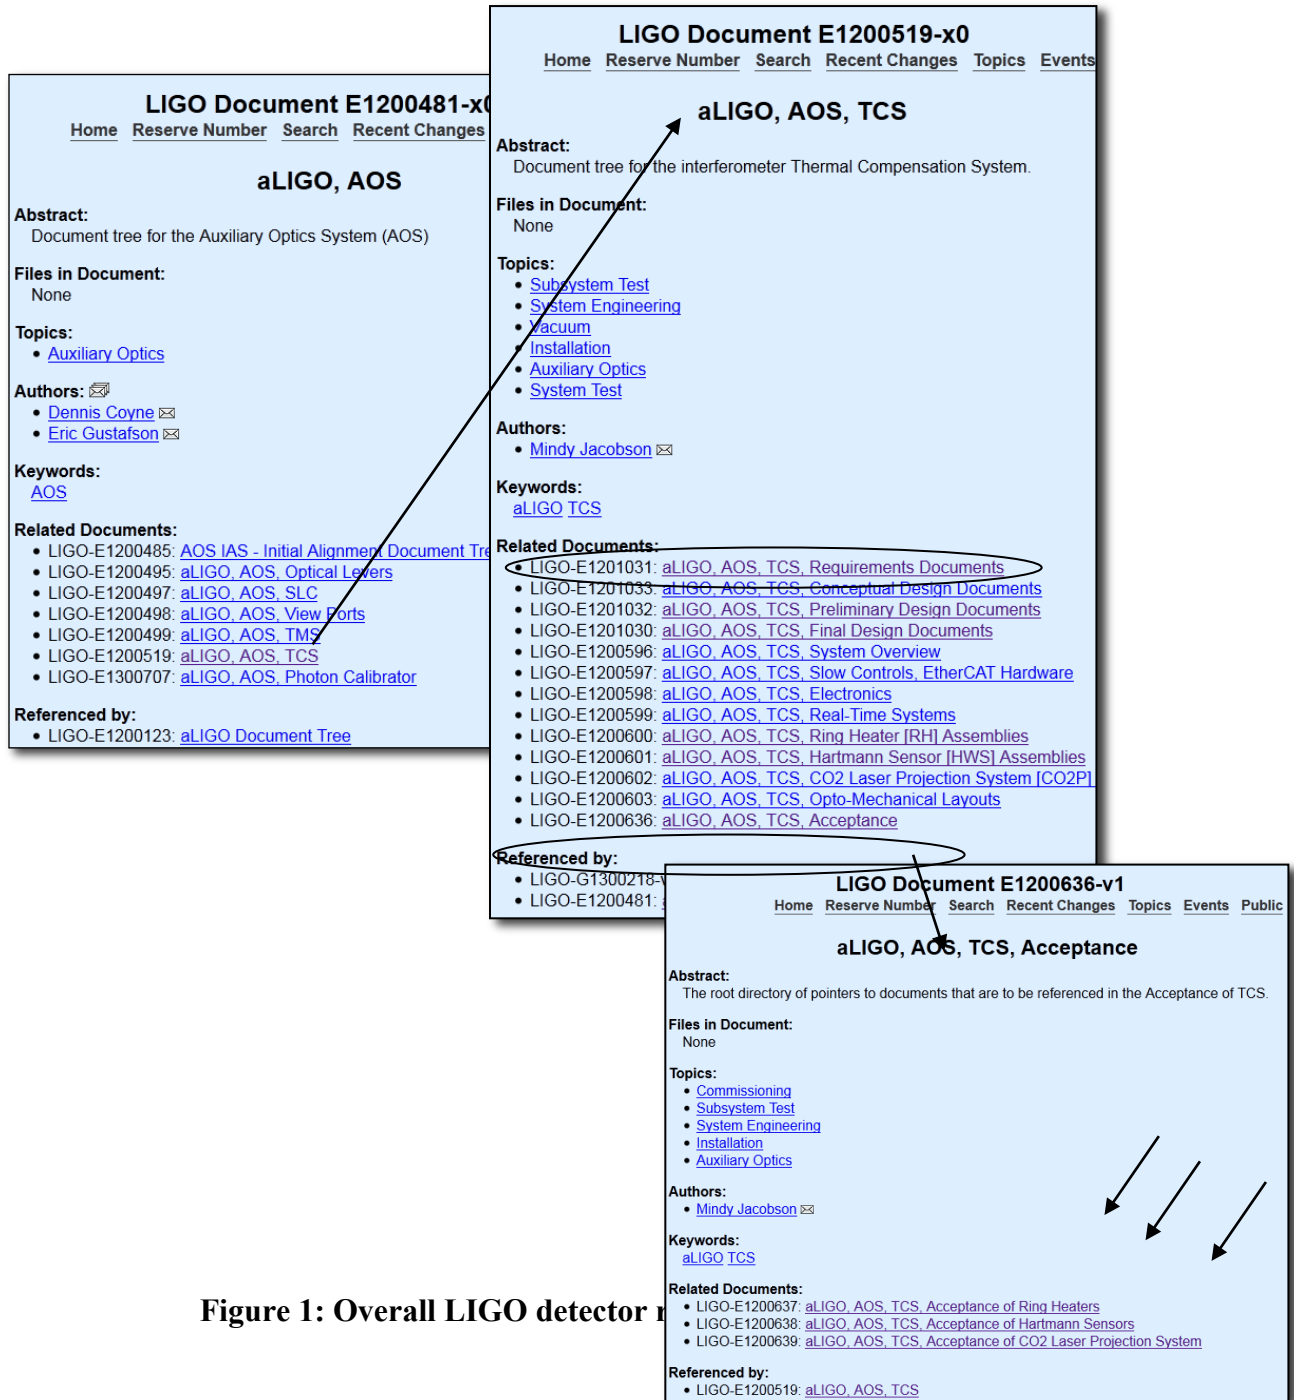 LIGO Document E1200481-x0
Home Reserve Number Search Recent Changes
aLIGO, AOS
Abstract:
Document tree for the Auxiliary Optics System (AOS)
Files in Document:
None
Topics:
• Auxiliary Optics
Authors:
• Dennis Coyne
• Eric Gustafson
Keywords:
AOS
Related Documents:
• LIGO-E1200485: AOS IAS - Initial Alignment Document Tre
• LIGO-E1200495: aLIGO, AOS, Optical Levers
• LIGO-E1200497: aLIGO, AOS, SLC
• LIGO-E1200498: aLIGO, AOS, View Ports
• LIGO-E1200499: aLIGO, AOS, TMS
• LIGO-E1200519: aLIGO, AOS, TCS
• LIGO-E1300707: aLIGO, AOS, Photon Calibrator
Referenced by:
• LIGO-E1200123: aLIGO Document Tree
LIGO Document E1200519-x0
Home Reserve Number Search Recent Changes Topics Events
aLIGO, AOS, TCS
Abstract:
Document tree for the interferometer Thermal Compensation System.
Files in Document:
None
Topics:
• Subsystem Test
• System Engineering
• Vacuum
• Installation
• Auxiliary Optics
• System Test
Authors:
• Mindy Jacobson
Keywords:
aLIGO TCS
Related Documents:
• LIGO-E1201031: aLIGO, AOS, TCS, Requirements Documents
• LIGO-E1201033: aLIGO, AOS, TCS, Conceptual Design Documents
• LIGO-E1201032: aLIGO, AOS, TCS, Preliminary Design Documents
• LIGO-E1201030: aLIGO, AOS, TCS, Final Design Documents
• LIGO-E1200596: aLIGO, AOS, TCS, System Overview
• LIGO-E1200597: aLIGO, AOS, TCS, Slow Controls, EtherCAT Hardware
• LIGO-E1200598: aLIGO, AOS, TCS, Electronics
• LIGO-E1200599: aLIGO, AOS, TCS, Real-Time Systems
• LIGO-E1200600: aLIGO, AOS, TCS, Ring Heater [RH] Assemblies
• LIGO-E1200601: aLIGO, AOS, TCS, Hartmann Sensor [HWS] Assemblies
• LIGO-E1200602: aLIGO, AOS, TCS, CO2 Laser Projection System [CO2P]
• LIGO-E1200603: aLIGO, AOS, TCS, Opto-Mechanical Layouts
• LIGO-E1200636: aLIGO, AOS, TCS, Acceptance
Referenced by:
• LIGO-G1300218-v
• LIGO-E1200481:
LIGO Document E1200636-v1
Home Reserve Number Search Recent Changes Topics Events Public
aLIGO, AOS, TCS, Acceptance
Abstract:
The root directory of pointers to documents that are to be referenced in the Acceptance of TCS.
Files in Document:
None
Topics:
• Commissioning
• Subsystem Test
• System Engineering
• Installation
• Auxiliary Optics
Authors:
• Mindy Jacobson
Keywords:
aLIGO TCS
Related Documents:
• LIGO-E1200637: aLIGO, AOS, TCS, Acceptance of Ring Heaters
• LIGO-E1200638: aLIGO, AOS, TCS, Acceptance of Hartmann Sensors
• LIGO-E1200639: aLIGO, AOS, TCS, Acceptance of CO2 Laser Projection System
Referenced by:
• LIGO-E1200519: aLIGO, AOS, TCS
Figure 1: Overall LIGO detector